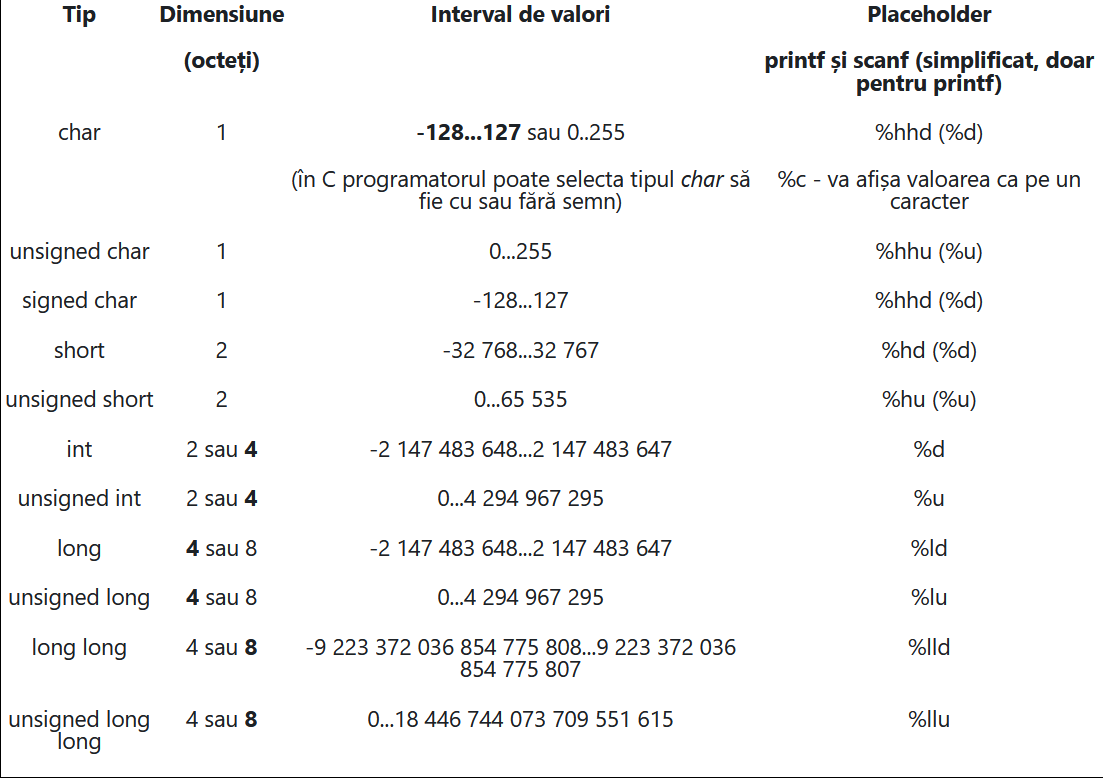 Tip Dimensiune Interval de valori Placeholder
(octeți) printf și scanf (simplificat, doar
pentru printf)
char 1 -128...127 sau 0..255 %hhd (%d)
(în C programatorul poate selecta tipul char să %c - va afișa valoarea ca pe un
fie cu sau fără semn) caracter
unsigned char 1 0...255 %hhu (%u)
signed char 1 -128...127 %hhd (%d)
short 2 -32 768...32 767 %hd (%d)
unsigned short 2 0...65 535 %hu (%u)
int 2 sau 4 -2 147 483 648...2 147 483 647 %d
unsigned int 2 sau 4 0...4 294 967 295 %u
long 4 sau 8 -2 147 483 648...2 147 483 647 %ld
unsigned long 4 sau 8 0...4 294 967 295 %lu
long long 4 sau 8 -9 223 372 036 854 775 808...9 223 372 036 %lld
854 775 807
unsigned long 4 sau 8 0...18 446 744 073 709 551 615 %llu
long